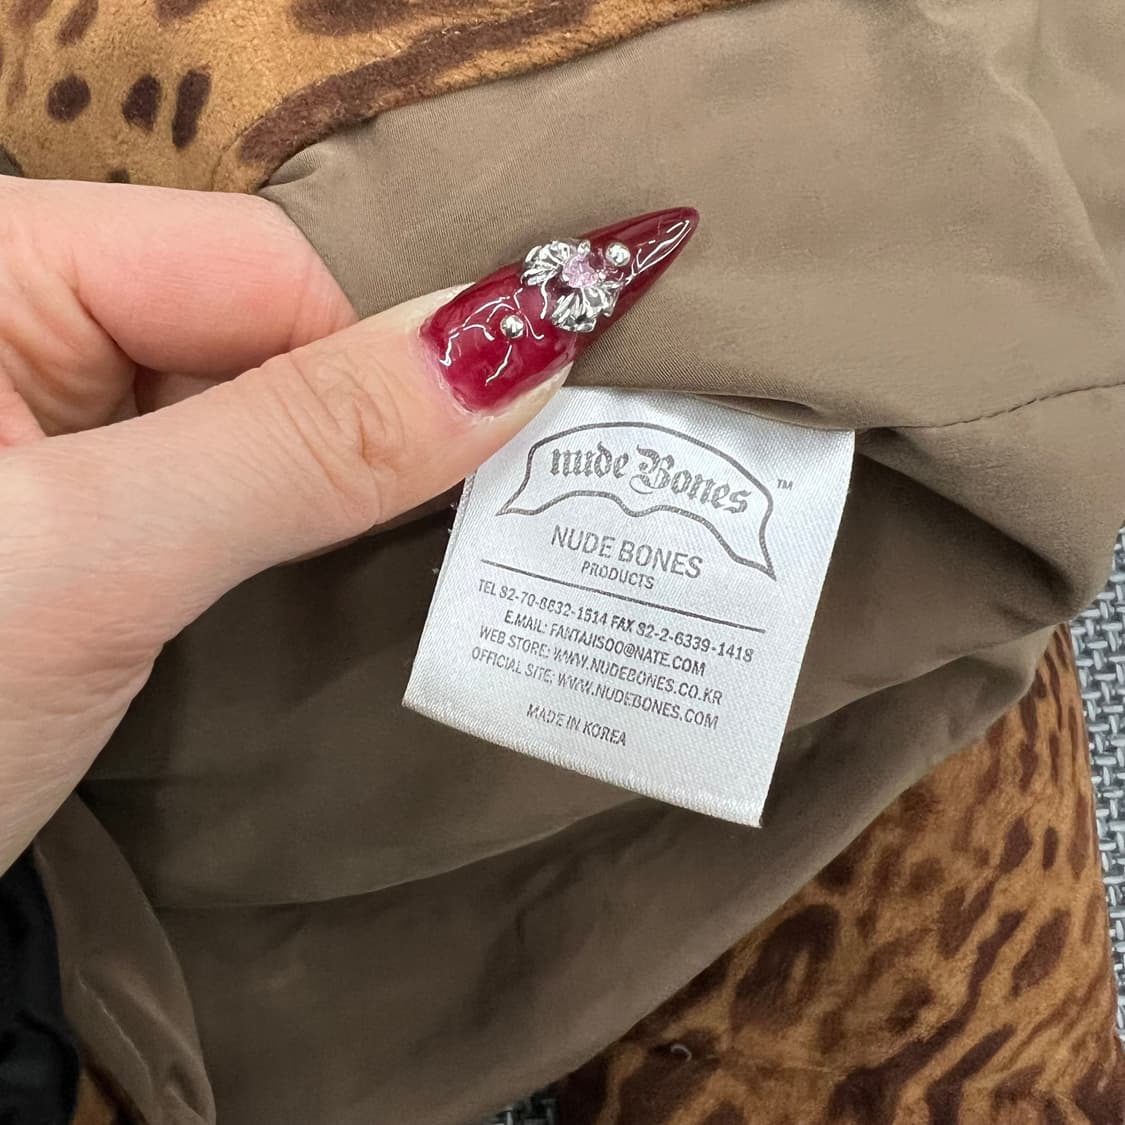 nude Bones ™
NUDE BONES
PRODUCTS
TEL 82-70-8632-1514 FAX 82-2-6339-1418
E.MAIL: FANTAJISOO@NATE.COM
WEB STORE: WWW.NUDEBONES.CO.KR
OFFICIAL SITE: WWW.NUDEBONES.COM
MADE IN KOREA